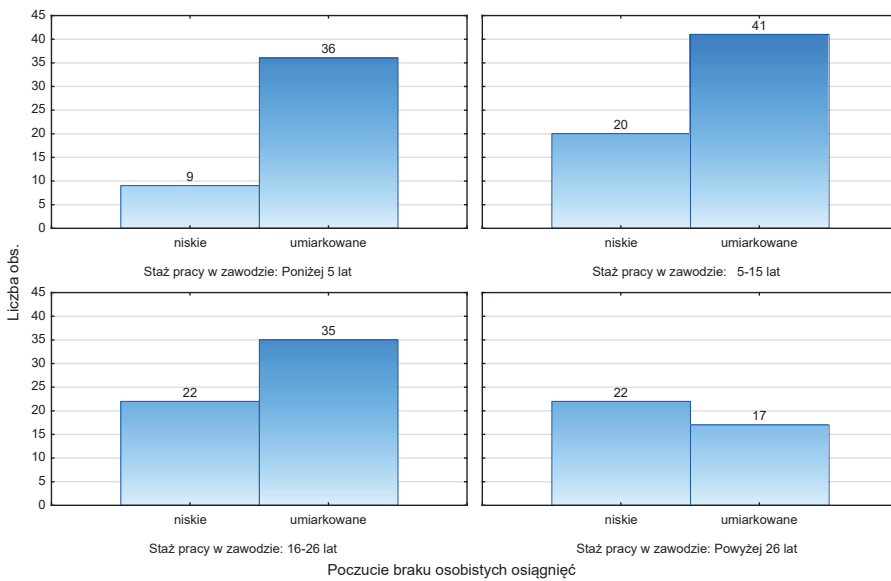 Liczba obs.
45
40
35
30
25
20
15
10
5
0
9
36
niskie
umiarkowane
Staż pracy w zawodzie: Poniżej 5 lat
20
41
niskie
umiarkowane
Staż pracy w zawodzie: 5-15 lat
45
40
35
30
25
20
15
10
5
0
22
35
niskie
umiarkowane
Staż pracy w zawodzie: 16-26 lat
22
17
niskie
umiarkowane
Staż pracy w zawodzie: Powyżej 26 lat
Poczucie braku osobistych osiągnięć